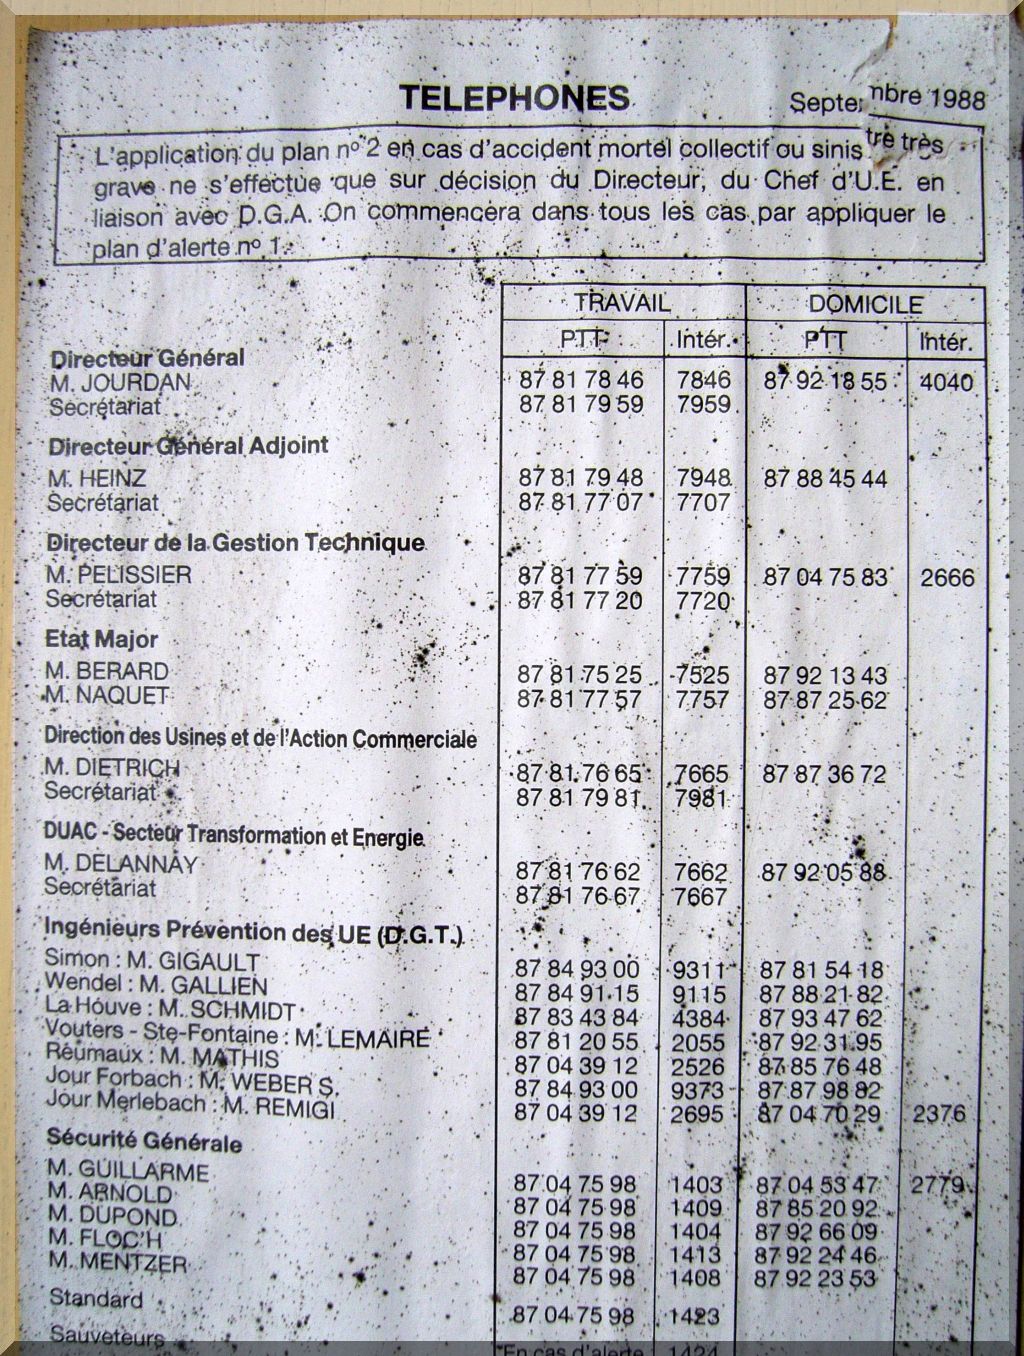 TELEPHONES
Septembre 1988
L'application du plan nº 2 en cas d'accident mortel collectif ou sinistre très
grave ne s'effectue que sur décision du Directeur, du Chef d'U.E. en
liaison avec D.G.A. On commencera dans tous les cas par appliquer le
plan d'alerte nº 1.
TRAVAIL DOMICILE
PTT Intér. PTT Intér.
Directeur Général
M. JOURDAN 87 81 78 46 7846 87 92 18 55 4040
Secrétariat 87 81 79 59 7959
Directeur Général Adjoint
M. HEINZ 87 81 79 48 7948 87 88 45 44
Secrétariat 87 81 77 07 7707
Directeur de la Gestion Technique
M. PELISSIER 87 81 77 59 7759 87 04 75 83 2666
Secrétariat 87 81 77 20 7720
Etat Major
M. BERARD 87 81 75 25 7525 87 92 13 43
M. NAQUET 87 81 77 57 7757 87 87 25 62
Direction des Usines et de l'Action Commerciale
M. DIETRICH 87 81 76 65 7665 87 87 36 72
Secrétariat 87 81 79 81 7981
DUAC - Secteur Transformation et Energie
M. DELANNAY 87 81 76 62 7662 87 92 05 88
Secrétariat 87 81 76 67 7667
Ingénieurs Prévention des UE (D.G.T.)
Simon : M. GIGAULT 87 84 93 00 9311 87 81 54 18
Wendel : M. GALLIEN 87 84 91 15 9115 87 88 21 82
La Houve : M. SCHMIDT 87 83 43 84 4384 87 93 47 62
Vouters - Ste-Fontaine : M. LEMAIRE 87 81 20 55 2055 87 92 31 95
Reumaux : M. MATHIS 87 04 39 12 2526 87 85 76 48
Jour Forbach : M. WEBER S. 87 84 93 00 9373 87 87 98 82
Jour Merlebach : M. REMIGI 87 04 39 12 2695 87 04 70 29 2376
Sécurité Générale
M. GUILLARME 87 04 75 98 1403 87 04 53 47 2779
M. ARNOLD 87 04 75 98 1409 87 85 20 92
M. DUPOND 87 04 75 98 1404 87 92 66 09
M. FLOC'H 87 04 75 98 1413 87 92 24 46
M. MENTZER 87 04 75 98 1408 87 92 23 53
Standard 87 04 75 98 1423
Sauveteurs En cas d'alerte 1424